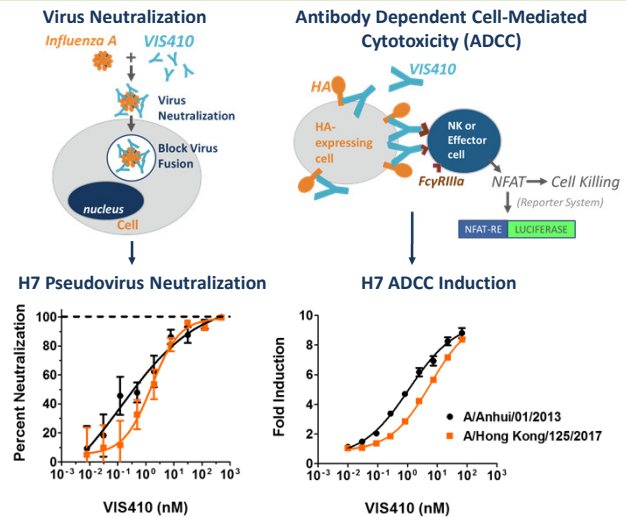 Virus Neutralization
Influenza A
VIS410
+
Virus
Neutralization
Block Virus
Fusion
nucleus
Cell
Antibody Dependent Cell-Mediated
Cytotoxicity (ADCC)
VIS410
HA
HA-
expressing
cell
NK or
Effector
cell
FcγRIIIa
NFAT
Cell Killing
(Reporter System)
NFAT-RE
LUCIFERASE
H7 Pseudovirus Neutralization
Percent Neutralization
100
80
60
40
20
0
10⁻³ 10⁻² 10⁻¹ 10⁰ 10¹ 10² 10³
VIS410 (nM)
H7 ADCC Induction
Fold Induction
10
8
6
4
2
0
10⁻³ 10⁻² 10⁻¹ 10⁰ 10¹ 10² 10³
VIS410 (nM)
A/Anhui/01/2013
A/Hong Kong/125/2017